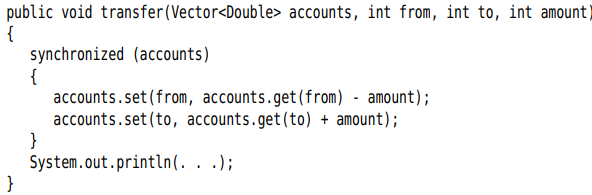 public void transfer(Vector<Double> accounts, int from, int to, int amount)
{
   synchronized (accounts)
   {
      accounts.set(from, accounts.get(from) - amount);
      accounts.set(to, accounts.get(to) + amount);
   }
   System.out.println(. . .);
}